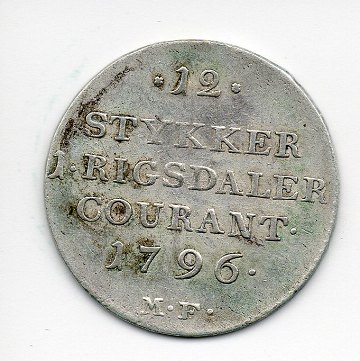 ·12·
STYKKER
1·RIGSDALER
COURANT.
1796.
M·F·